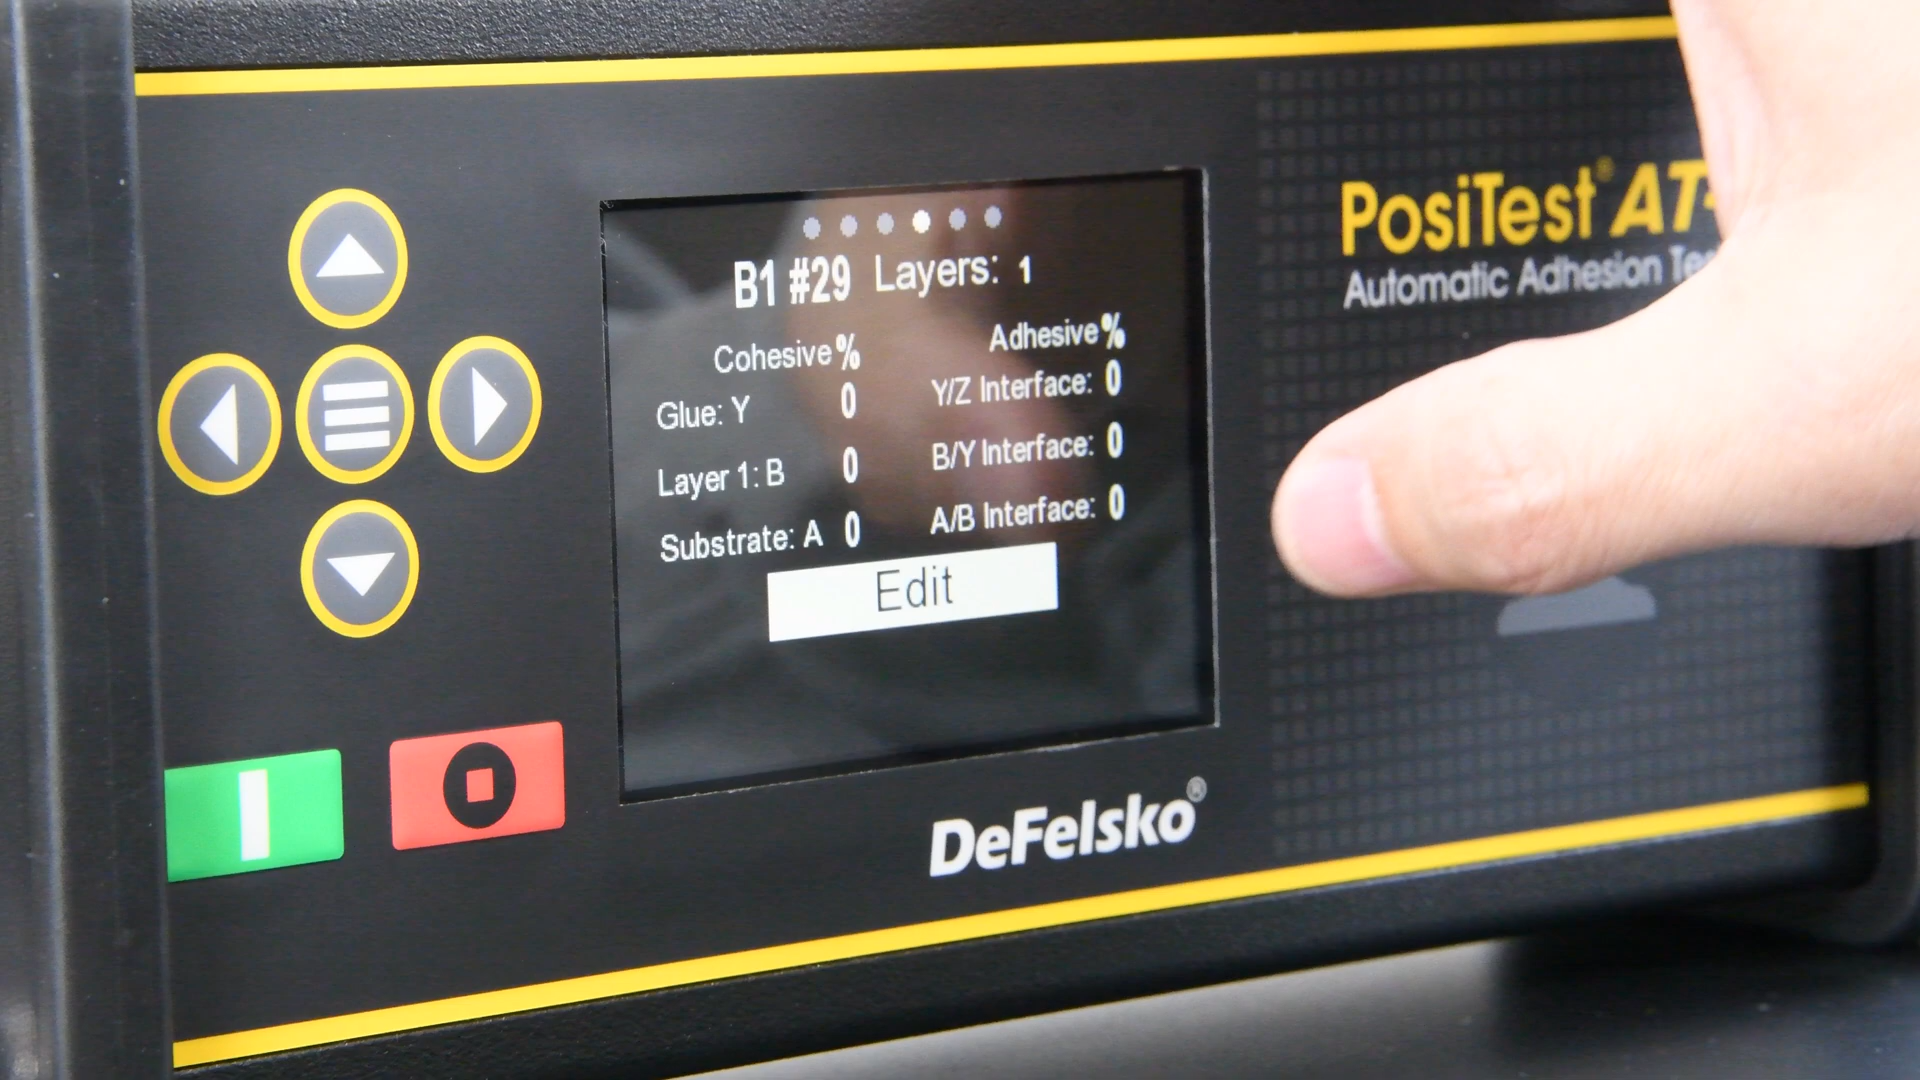 B1 #29 Layers: 1
Cohesive % Adhesive %
Glue: Y 0 Y/Z Interface: 0
Layer 1: B 0 B/Y Interface: 0
Substrate: A 0 A/B Interface: 0
Edit
PosiTest® AT-
Automatic Adhesion
DeFelsko®